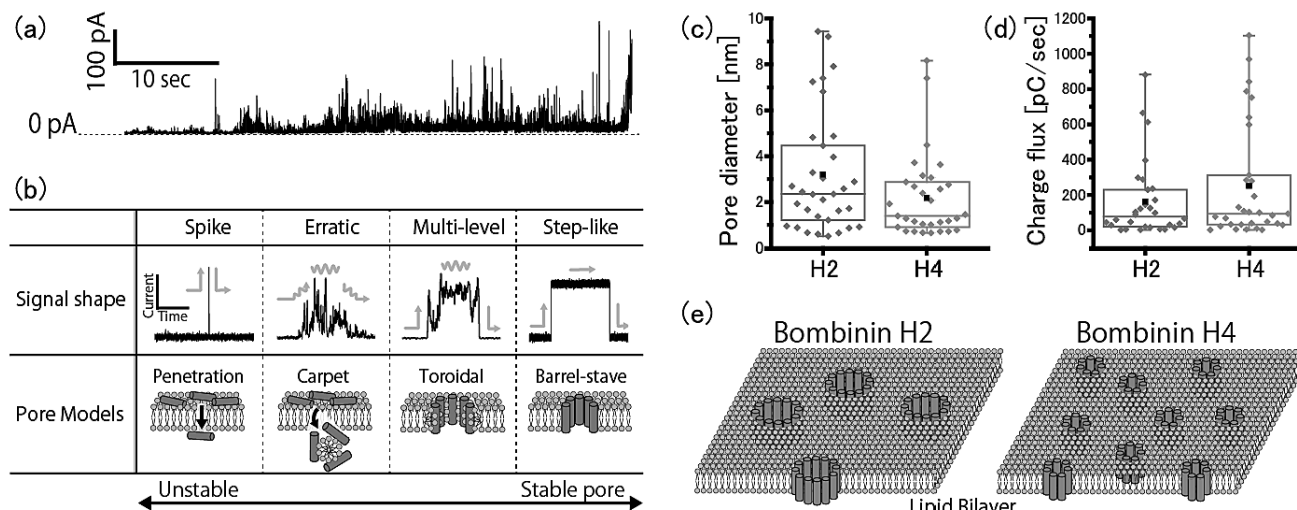 (a)
100 pA
10 sec
0 pA
(b)
Spike Erratic Multi-level Step-like
Signal shape
Current
Time
Pore Models
Penetration Carpet Toroidal Barrel-stave
Unstable Stable pore
(c)
Pore diameter [nm]
10
8
6
4
2
0
H2 H4
(d)
Charge flux [pC/sec]
1200
1000
800
600
400
200
0
H2 H4
(e)
Bombinin H2 Bombinin H4
Lipid Bilayer